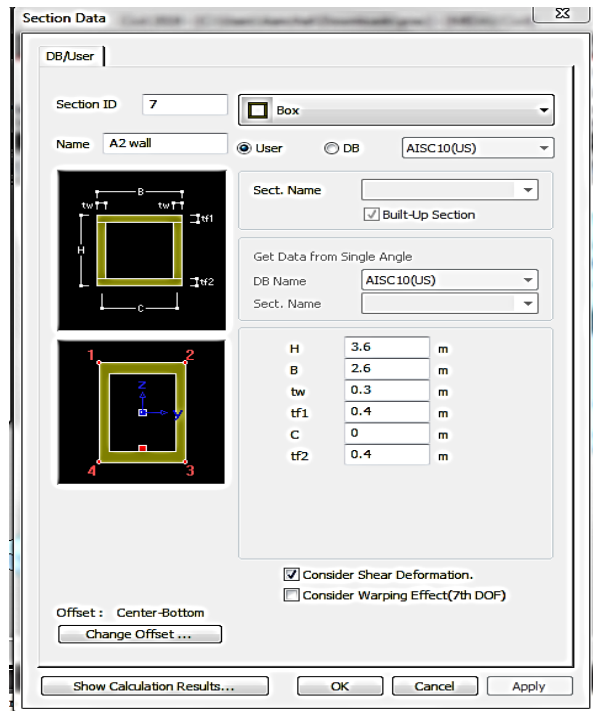 Section Data
DB/User
Section ID 7
Box
Name A2 wall
User DB AISC10(US)
B
tw tw
tf1
H
tf2
C
Sect. Name
Built-Up Section
Get Data from Single Angle
DB Name AISC10(US)
Sect. Name
1 2
z
y
4 3
H 3.6 m
B 2.6 m
tw 0.3 m
tf1 0.4 m
C 0 m
tf2 0.4 m
Consider Shear Deformation.
Consider Warping Effect(7th DOF)
Offset : Center-Bottom
Change Offset ...
Show Calculation Results...
OK Cancel Apply